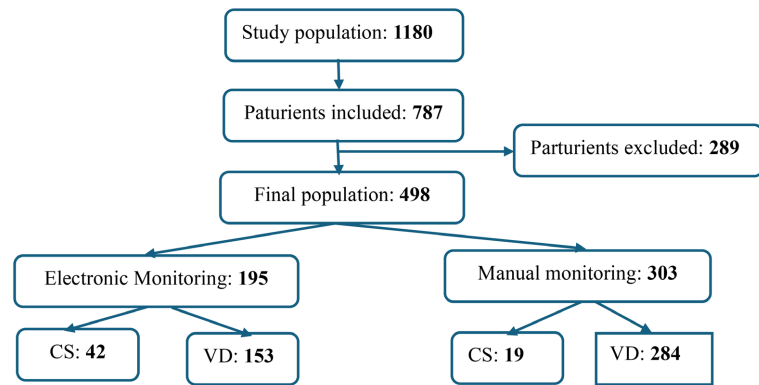 Study population: 1180
Paturients included: 787
Parturients excluded: 289
Final population: 498
Electronic Monitoring: 195
Manual monitoring: 303
CS: 42
VD: 153
CS: 19
VD: 284